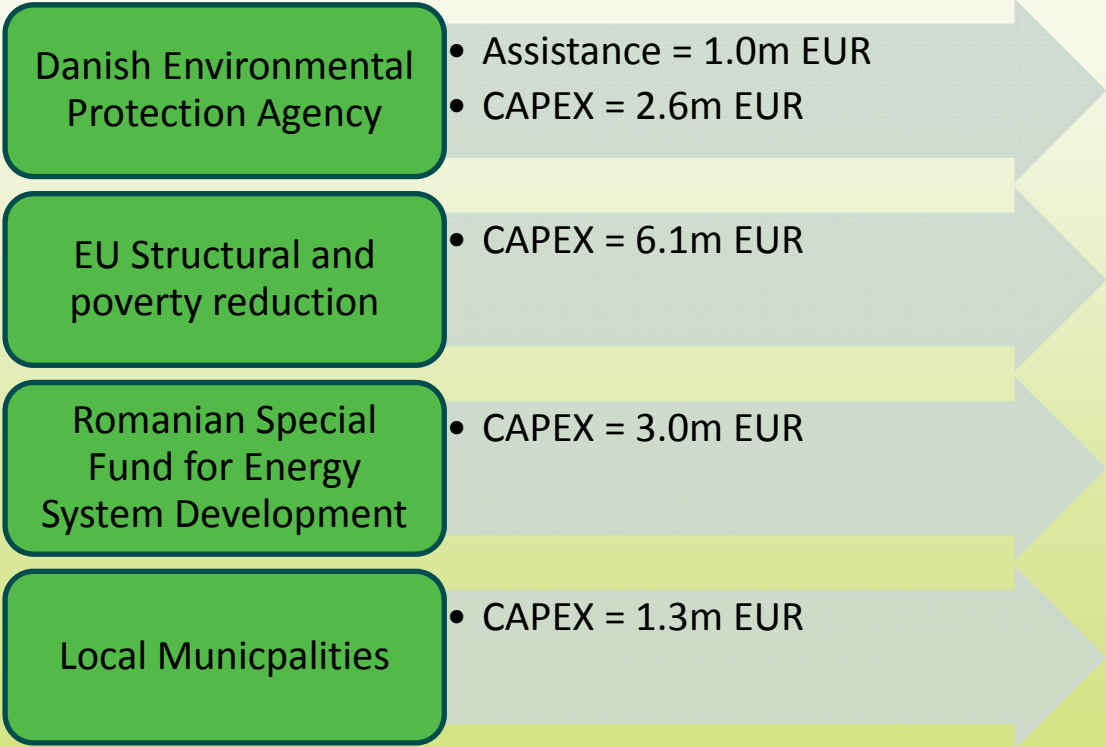 Danish Environmental
Protection Agency
• Assistance = 1.0m EUR
• CAPEX = 2.6m EUR
EU Structural and
poverty reduction
• CAPEX = 6.1m EUR
Romanian Special
Fund for Energy
System Development
• CAPEX = 3.0m EUR
Local Municpalities
• CAPEX = 1.3m EUR